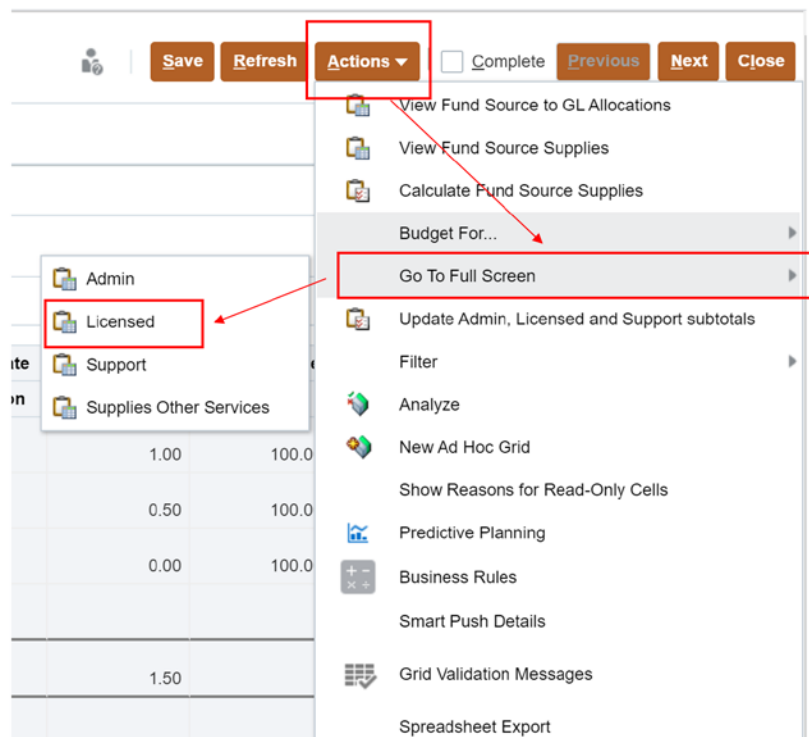 Save Refresh Actions Complete Previous Next Close
View Fund Source to GL Allocations
View Fund Source Supplies
Calculate Fund Source Supplies
Budget For...
Go To Full Screen
Update Admin, Licensed and Support subtotals
Filter
Analyze
New Ad Hoc Grid
Show Reasons for Read-Only Cells
Predictive Planning
Business Rules
Smart Push Details
Grid Validation Messages
Spreadsheet Export
Admin
Licensed
Support
Supplies Other Services
1.00 100.0
0.50 100.0
0.00 100.0
1.50